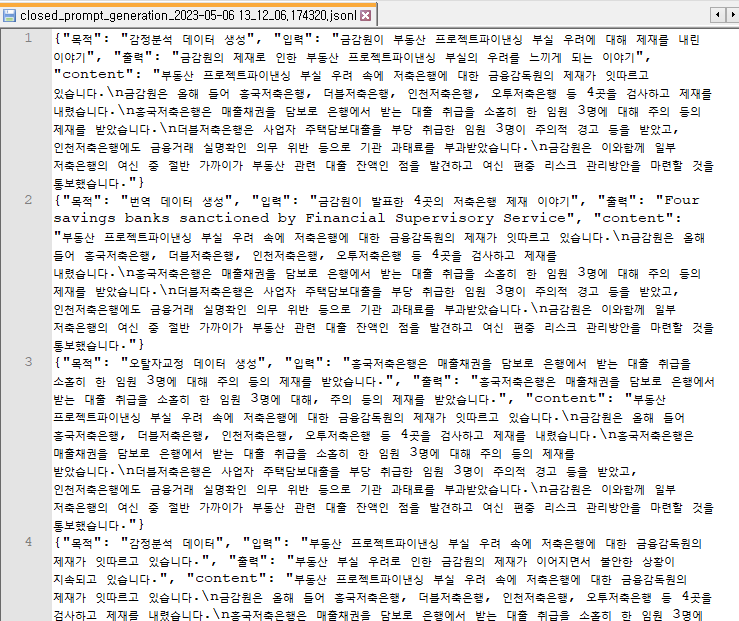 closed_prompt_generation_2023-05-06 13_12_06,174320.jsonl
1 {"목적": "감정분석 데이터 생성", "입력": "금감원이 부동산 프로젝트파이낸싱 부실 우려에 대해 제재를 내린
이야기", "출력": "금감원의 제재로 인한 부동산 프로젝트파이낸싱 부실의 우려를 느끼게 되는 이야기",
"content": "부동산 프로젝트파이낸싱 부실 우려 속에 저축은행에 대한 금융감독원의 제재가 잇따르고
있습니다.\n금감원은 올해 들어 흥국저축은행, 더블저축은행, 인천저축은행, 오투저축은행 등 4곳을 검사하고 제재를
내렸습니다.\n흥국저축은행은 매출채권을 담보로 은행에서 받는 대출 취급을 소홀히 한 임원 3명에 대해 주의 등의
제재를 받았습니다.\n더블저축은행은 사업자 주택담보대출을 부당 취급한 임원 3명이 주의적 경고 등을 받았고,
인천저축은행에도 금융거래 실명확인 의무 위반 등으로 기관 과태료를 부과받았습니다.\n금감원은 이와함께 일부
저축은행의 여신 중 절반 가까이가 부동산 관련 대출 잔액인 점을 발견하고 여신 편중 리스크 관리방안을 마련할 것을
통보했습니다."}
2 {"목적": "번역 데이터 생성", "입력": "금감원이 발표한 4곳의 저축은행 제재 이야기", "출력": "Four
savings banks sanctioned by Financial Supervisory Service", "content":
"부동산 프로젝트파이낸싱 부실 우려 속에 저축은행에 대한 금융감독원의 제재가 잇따르고 있습니다.\n금감원은 올해
들어 흥국저축은행, 더블저축은행, 인천저축은행, 오투저축은행 등 4곳을 검사하고 제재를
내렸습니다.\n흥국저축은행은 매출채권을 담보로 은행에서 받는 대출 취급을 소홀히 한 임원 3명에 대해 주의 등의
제재를 받았습니다.\n더블저축은행은 사업자 주택담보대출을 부당 취급한 임원 3명이 주의적 경고 등을 받았고,
인천저축은행에도 금융거래 실명확인 의무 위반 등으로 기관 과태료를 부과받았습니다.\n금감원은 이와함께 일부
저축은행의 여신 중 절반 가까이가 부동산 관련 대출 잔액인 점을 발견하고 여신 편중 리스크 관리방안을 마련할 것을
통보했습니다."}
3 {"목적": "오탈자교정 데이터 생성", "입력": "흥국저축은행은 매출채권을 담보로 은행에서 받는 대출 취급을
소홀히 한 임원 3명에 대해 주의 등의 제재를 받았습니다.", "출력": "흥국저축은행은 매출채권을 담보로 은행에서
받는 대출 취급을 소홀히 한 임원 3명에 대해, 주의 등의 제재를 받았습니다.", "content": "부동산
프로젝트파이낸싱 부실 우려 속에 저축은행에 대한 금융감독원의 제재가 잇따르고 있습니다.\n금감원은 올해 들어
흥국저축은행, 더블저축은행, 인천저축은행, 오투저축은행 등 4곳을 검사하고 제재를 내렸습니다.\n흥국저축은행은
매출채권을 담보로 은행에서 받는 대출 취급을 소홀히 한 임원 3명에 대해 주의 등의 제재를
받았습니다.\n더블저축은행은 사업자 주택담보대출을 부당 취급한 임원 3명이 주의적 경고 등을 받았고,
인천저축은행에도 금융거래 실명확인 의무 위반 등으로 기관 과태료를 부과받았습니다.\n금감원은 이와함께 일부
저축은행의 여신 중 절반 가까이가 부동산 관련 대출 잔액인 점을 발견하고 여신 편중 리스크 관리방안을 마련할 것을
통보했습니다."}
4 {"목적": "감정분석 데이터", "입력": "부동산 프로젝트파이낸싱 부실 우려 속에 저축은행에 대한 금융감독원의
제재가 잇따르고 있습니다.", "출력": "부동산 부실 우려로 인한 금감원의 제재가 이어지면서 불안한 상황이
지속되고 있습니다.", "content": "부동산 프로젝트파이낸싱 부실 우려 속에 저축은행에 대한 금융감독원의
제재가 잇따르고 있습니다.\n금감원은 올해 들어 흥국저축은행, 더블저축은행, 인천저축은행, 오투저축은행 등 4곳을
검사하고 제재를 내렸습니다.\n흥국저축은행은 매출채권을 담보로 은행에서 받는 대출 취급을 소홀히 한 임원 3명에